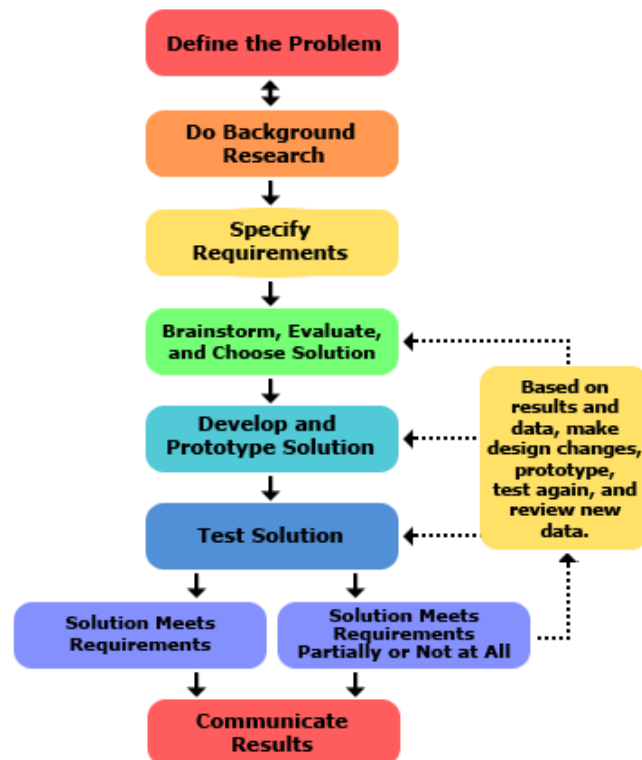 Define the Problem
Do Background
Research
Specify
Requirements
Brainstorm, Evaluate,
and Choose Solution
Develop and
Prototype Solution
Based on
results and
data, make
design changes,
prototype,
test again, and
review new
data.
Test Solution
Solution Meets
Requirements
Solution Meets
Requirements
Partially or Not at All
Communicate
Results